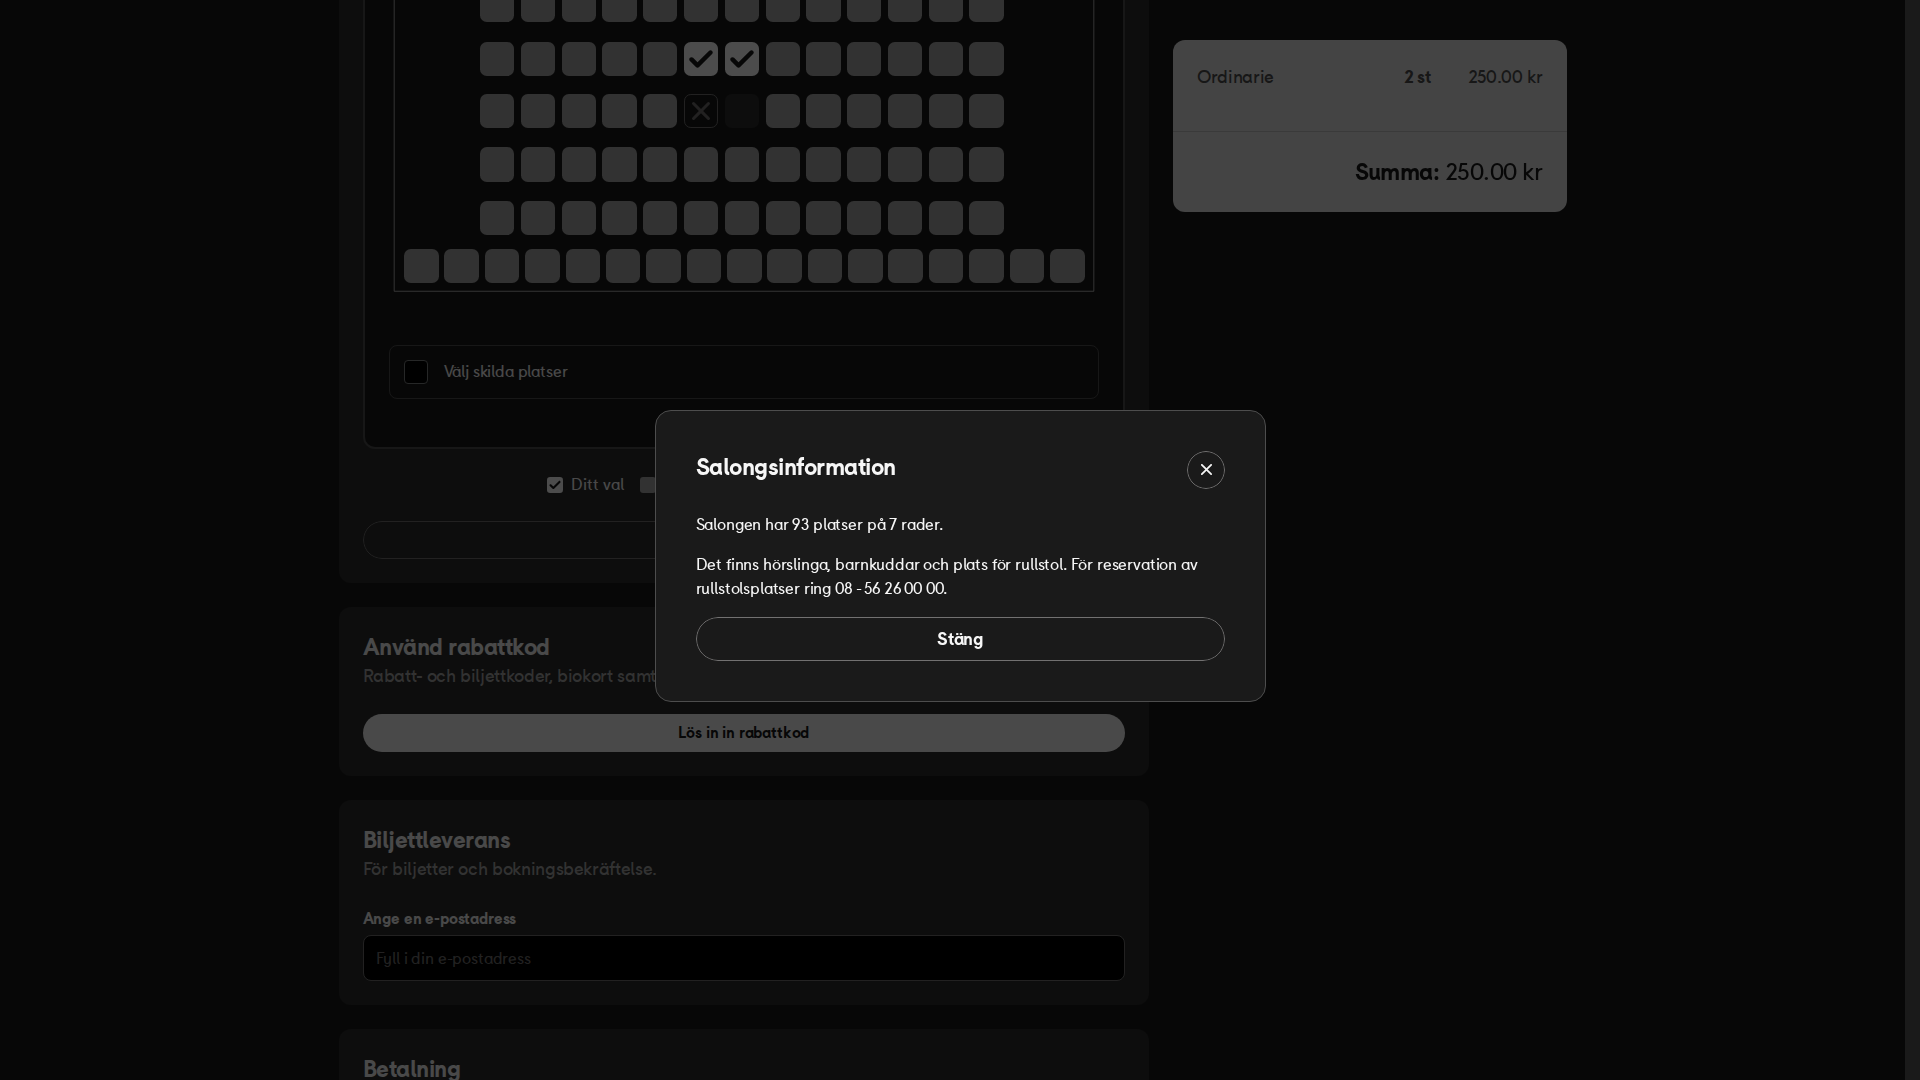 Ordinarie 2 st 250.00 kr
Summa: 250.00 kr
Välj skilda platser
Ditt val
Salongsinformation
Salongen har 93 platser på 7 rader.
Det finns hörslinga, barnkuddar och plats för rullstol. För reservation av
rullstolsplatser ring 08 - 56 26 00 00.
Stäng
Använd rabattkod
Rabatt- och biljettkoder, biokort samt
Lös in in rabattkod
Biljettleverans
För biljetter och bokningsbekräftelse.
Ange en e-postadress
Fyll i din e-postadress
Betalning